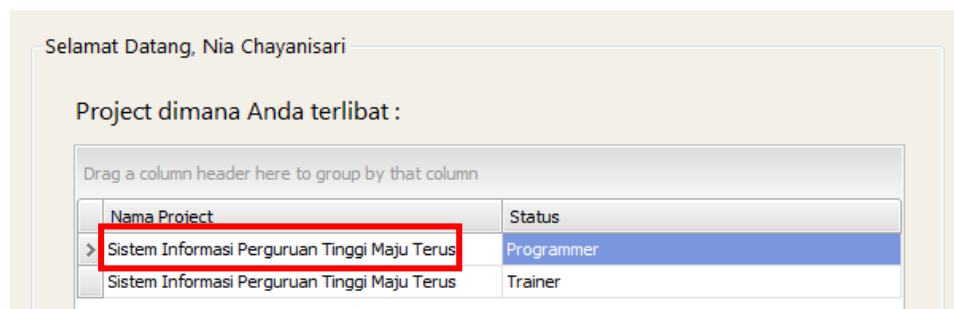 Selamat Datang, Nia Chayanisari
Project dimana Anda terlibat :
Drag a column header here to group by that column
Nama Project Status
Sistem Informasi Perguruan Tinggi Maju Terus Programmer
Sistem Informasi Perguruan Tinggi Maju Terus Trainer